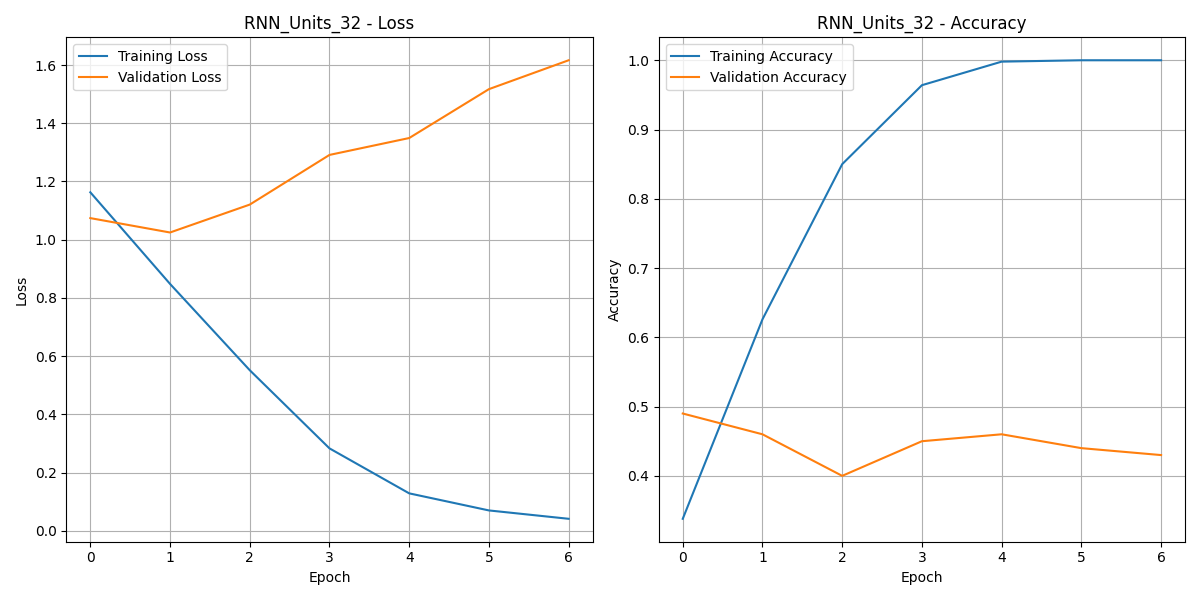 RNN_Units_32 - Loss
Training Loss
Validation Loss
1.6
1.4
1.2
1.0
0.8
0.6
0.4
0.2
0.0
Loss
0 1 2 3 4 5 6
Epoch
RNN_Units_32 - Accuracy
Training Accuracy
Validation Accuracy
1.0
0.9
0.8
0.7
0.6
0.5
0.4
Accuracy
0 1 2 3 4 5 6
Epoch